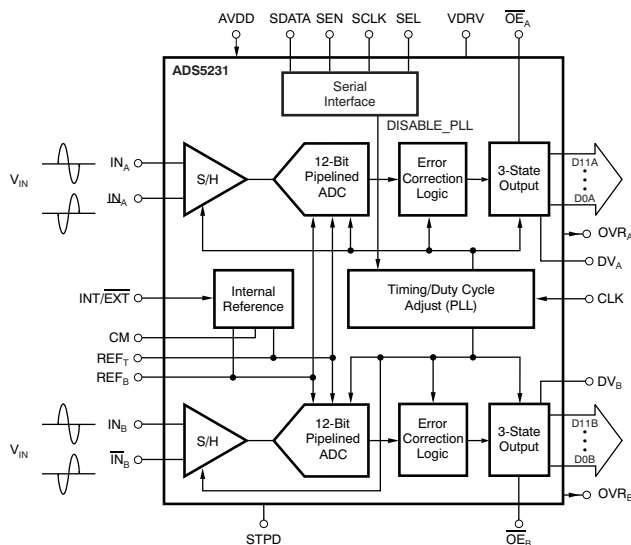 AVDD
SDATA SEN SCLK SEL
VDRV
OE_A
ADS5231
Serial
Interface
DISABLE_PLL
V_IN
IN_A
IN_A
S/H
12-Bit
Pipelined
ADC
Error
Correction
Logic
3-State
Output
D11A
D0A
OVR_A
DV_A
INT/EXT
Internal
Reference
Timing/Duty Cycle
Adjust (PLL)
CLK
CM
REF_T
REF_B
DV_B
V_IN
IN_B
IN_B
S/H
12-Bit
Pipelined
ADC
Error
Correction
Logic
3-State
Output
D11B
D0B
OVR_B
STPD
OE_B